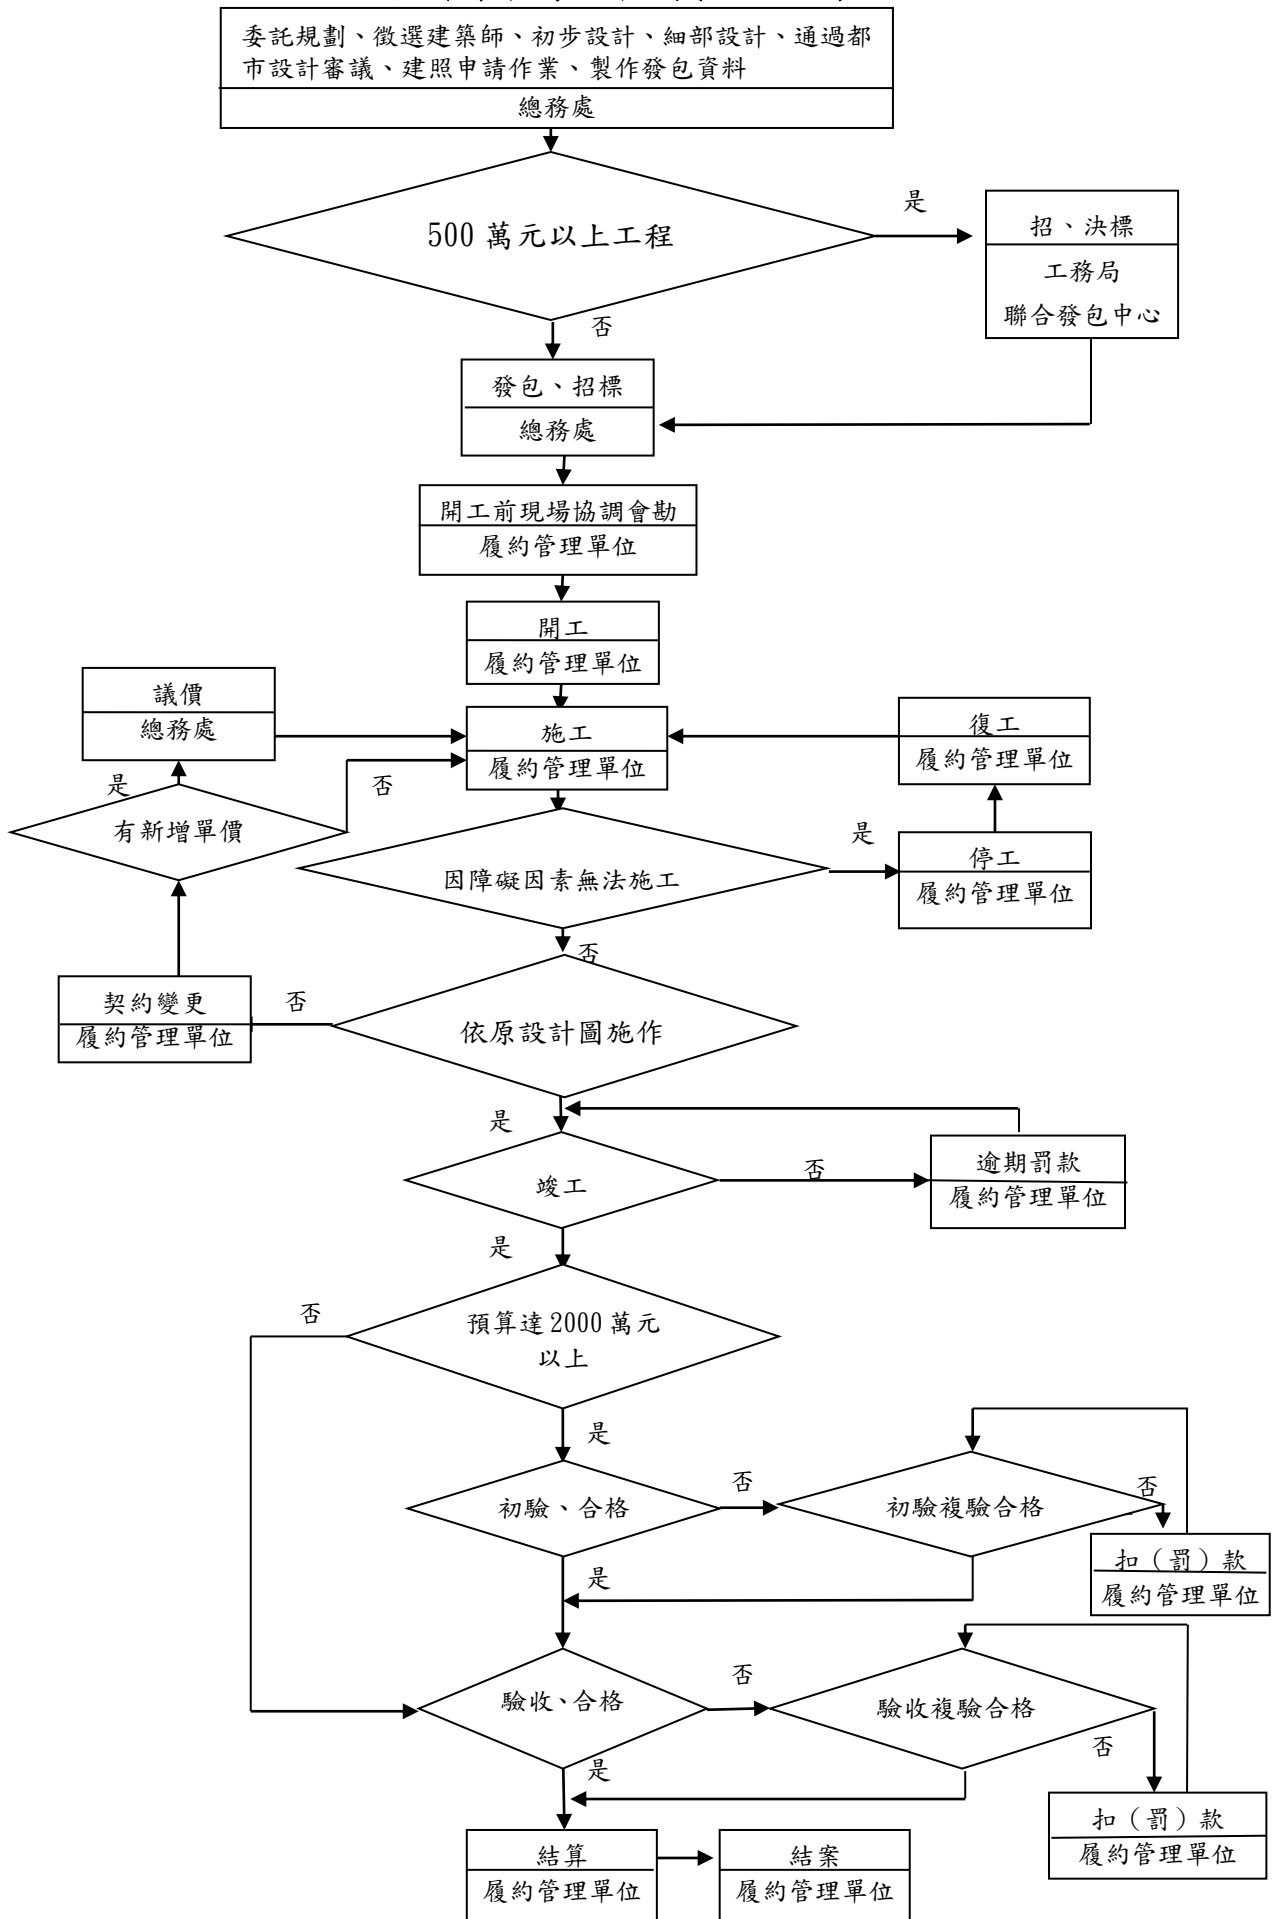 委託規劃、徵選建築師、初步設計、細部設計、通過都
市設計審議、建照申請作業、製作發包資料
總務處
500 萬元以上工程
是
招、決標
工務局
聯合發包中心
否
發包、招標
總務處
開工前現場協調會勘
履約管理單位
開工
履約管理單位
議價
總務處
施工
履約管理單位
復工
履約管理單位
是
否
有新增單價
因障礙因素無法施工
是
停工
履約管理單位
否
契約變更
履約管理單位
否
依原設計圖施作
是
竣工
否
逾期罰款
履約管理單位
是
否
預算達 2000 萬元
以上
是
初驗、合格
否
初驗複驗合格
否
扣（罰）款
履約管理單位
是
驗收、合格
否
驗收複驗合格
否
扣（罰）款
履約管理單位
是
結算
履約管理單位
結案
履約管理單位